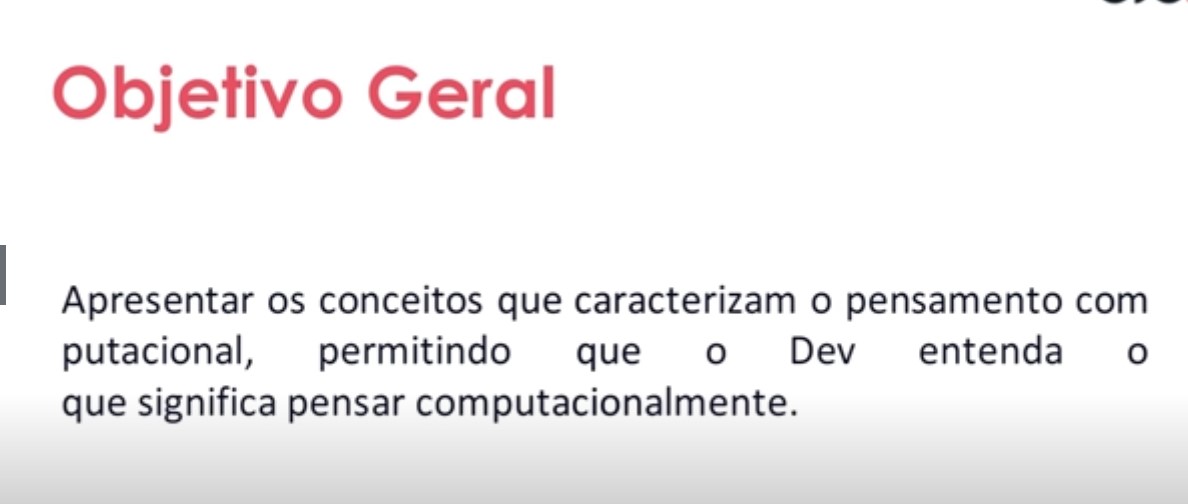 Objetivo Geral
Apresentar os conceitos que caracterizam o pensamento com
putacional, permitindo que o Dev entenda o
que significa pensar computacionalmente.